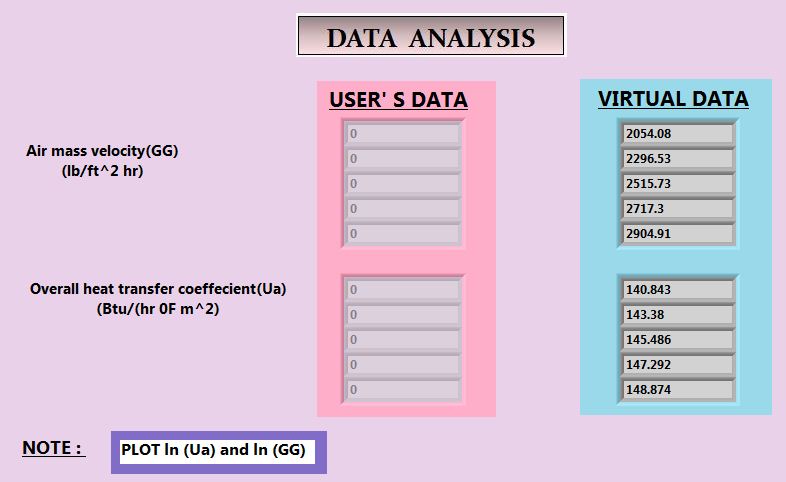 DATA ANALYSIS
USER' S DATA
VIRTUAL DATA
Air mass velocity(GG)
(lb/ft^2 hr)
0
0
0
0
0
2054.08
2296.53
2515.73
2717.3
2904.91
Overall heat transfer coeffecient(Ua)
(Btu/(hr 0F m^2)
0
0
0
0
0
140.843
143.38
145.486
147.292
148.874
NOTE :
PLOT ln (Ua) and ln (GG)